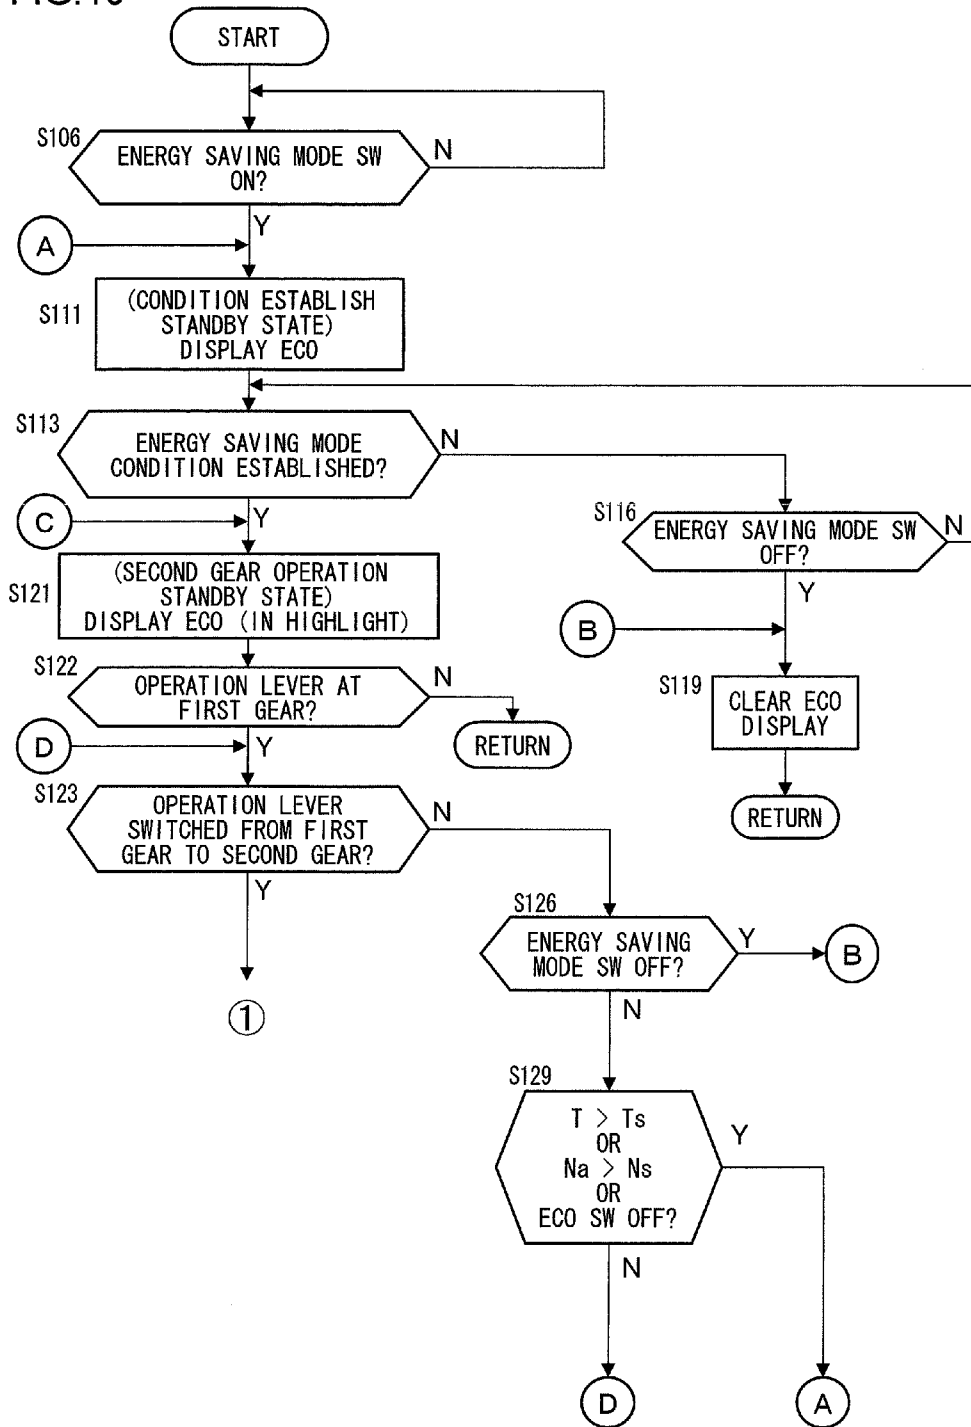 START
S106
ENERGY SAVING MODE SW
ON?
N
Y
A
S111
(CONDITION ESTABLISH
STANDBY STATE)
DISPLAY ECO
S113
ENERGY SAVING MODE
CONDITION ESTABLISHED?
N
Y
C
S116
ENERGY SAVING MODE SW
OFF?
N
Y
B
S119
CLEAR ECO
DISPLAY
RETURN
S121
(SECOND GEAR OPERATION
STANDBY STATE)
DISPLAY ECO (IN HIGHLIGHT)
S122
OPERATION LEVER AT
FIRST GEAR?
N
RETURN
Y
D
S123
OPERATION LEVER
SWITCHED FROM FIRST
GEAR TO SECOND GEAR?
N
Y
①
S126
ENERGY SAVING
MODE SW OFF?
Y
B
N
S129
T > Ts
OR
Na > Ns
OR
ECO SW OFF?
Y
N
D
A